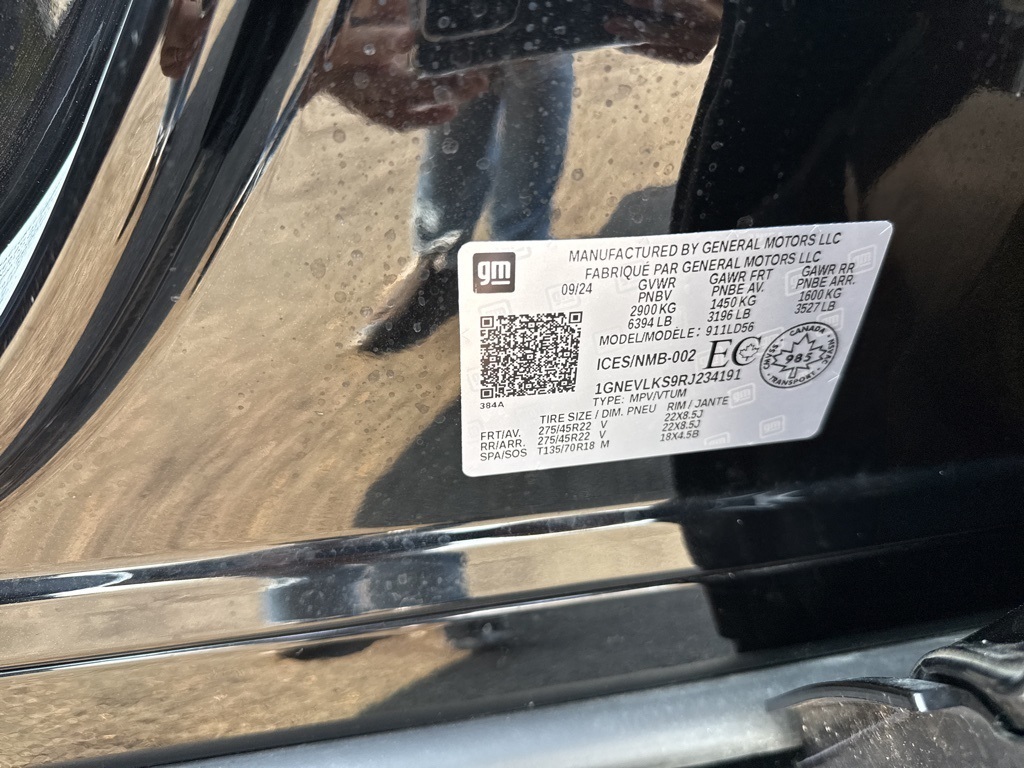 gm
MANUFACTURED BY GENERAL MOTORS LLC
FABRIQUÉ PAR GENERAL MOTORS LLC
09/24
GVWR GAWR FRT GAWR RR
PNBV PNBE AV. PNBE ARR.
2900 KG 1450 KG 1600 KG
6394 LB 3196 LB 3527 LB
MODEL/MODÈLE: 911LD56
ICES/NMB-002 EC
CANADA
985
TRANSPORT
1GNEVLKS9RJ234191
384A
TYPE: MPV/VTUM
TIRE SIZE / DIM. PNEU RIM / JANTE
FRT/AV. 275/45R22 V 22X8.5J
RR/ARR. 275/45R22 V 22X8.5J
SPA/SOS T135/70R18 M 18X4.5B